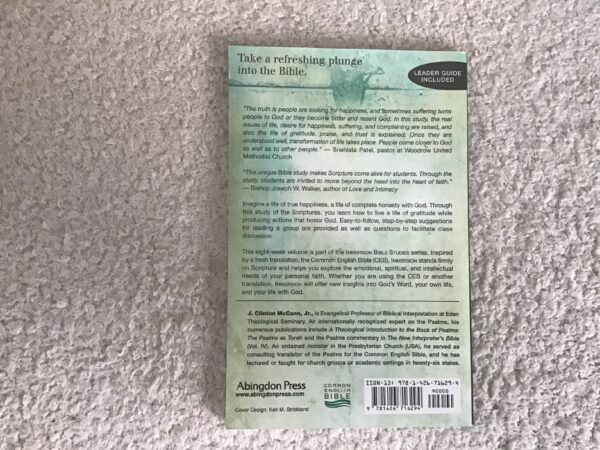 Take a refreshing plunge
into the Bible.
LEADER GUIDE
INCLUDED
"The truth is people are looking for happiness, and sometimes suffering turns
people to God or they become bitter and resent God. In this study, the real
issues of life, desire for happiness, suffering, and complaining are raised, and
also the life of gratitude, praise, and trust is explained. Once they are
understood well, transformation of life takes place. People come closer to God
as well as to other people." — Snehlata Patel, pastor at Woodrow United
Methodist Church
"This unique Bible study makes Scripture come alive for students. Through the
study, students are invited to move beyond the head into the heart of faith."
— Bishop Joseph W. Walker, author of Love and Intimacy
Imagine a life of true happiness, a life of complete honesty with God. Through
this study of the Scriptures, you learn how to live a life of gratitude while
producing actions that honor God. Easy-to-follow, step-by-step suggestions
for leading a group are provided as well as questions to facilitate class
discussion.
This eight-week volume is part of the IMMERSION BIBLE STUDIES series. Inspired
by a fresh translation, the Common English Bible (CEB), IMMERSION stands firmly
on Scripture and helps you explore the emotional, spiritual, and intellectual
needs of your personal faith. Whether you are using the CEB or another
translation, IMMERSION will offer new insights into God's Word, your own life,
and your life with God.
J. Clinton McCann, Jr., is Evangelical Professor of Biblical Interpretation at Eden
Theological Seminary. An internationally recognized expert on the Psalms, his
numerous publications include A Theological Introduction to the Book of Psalms:
The Psalms as Torah and the Psalms commentary in The New Interpreter's Bible
(Vol. IV). An ordained minister in the Presbyterian Church (USA), he served as
consulting translator of the Psalms for the Common English Bible, and he has
lectured or taught for church groups or academic settings in twenty-six states.
Abingdon Press
www.abingdonpress.com
COMMON
ENGLISH
BIBLE
ISBN-13: 978-1-426-71629-4
90000
9 781426 716294
Cover Design: Ken M. Strickland